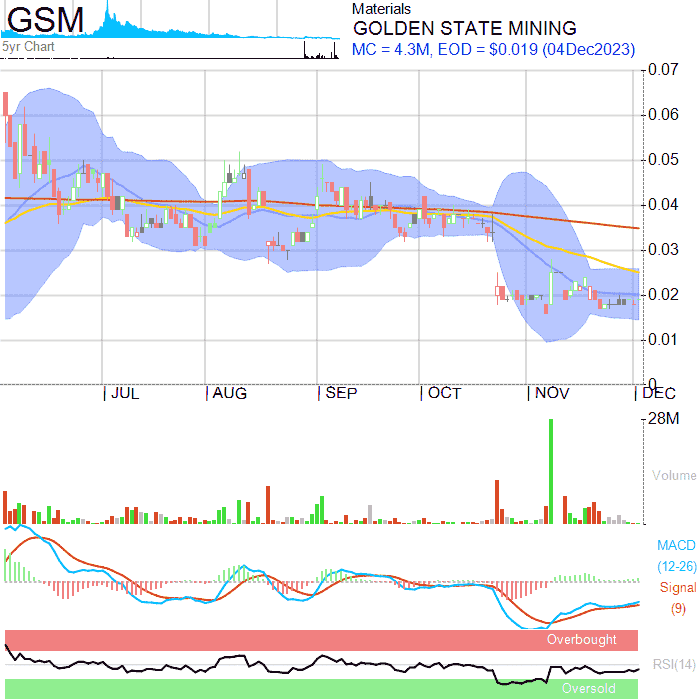 GSM
5yr Chart
Materials
GOLDEN STATE MINING
MC = 4.3M, EOD = $0.019 (04Dec2023)
0.07
0.06
0.05
0.04
0.03
0.02
0.01
0
JUL AUG SEP OCT NOV DEC
28M
Volume
MACD
(12-26)
Signal
(9)
Overbought
RSI(14)
Oversold